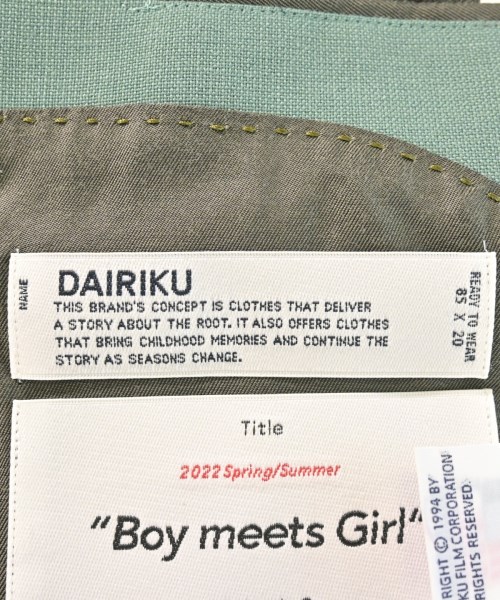 NAME
DAIRIKU
THIS BRAND'S CONCEPT IS CLOTHES THAT DELIVER
A STORY ABOUT THE ROOT. IT ALSO OFFERS CLOTHES
THAT BRING CHILDHOOD MEMORIES AND CONTINUE THE
STORY AS SEASONS CHANGE.
READY TO WEAR
85 X 20
Title
2022 Spring/Summer
"Boy meets Girl"
RIGHT © 1994 BY
KU FILM CORPORATION
RIGHTS RESERVED.